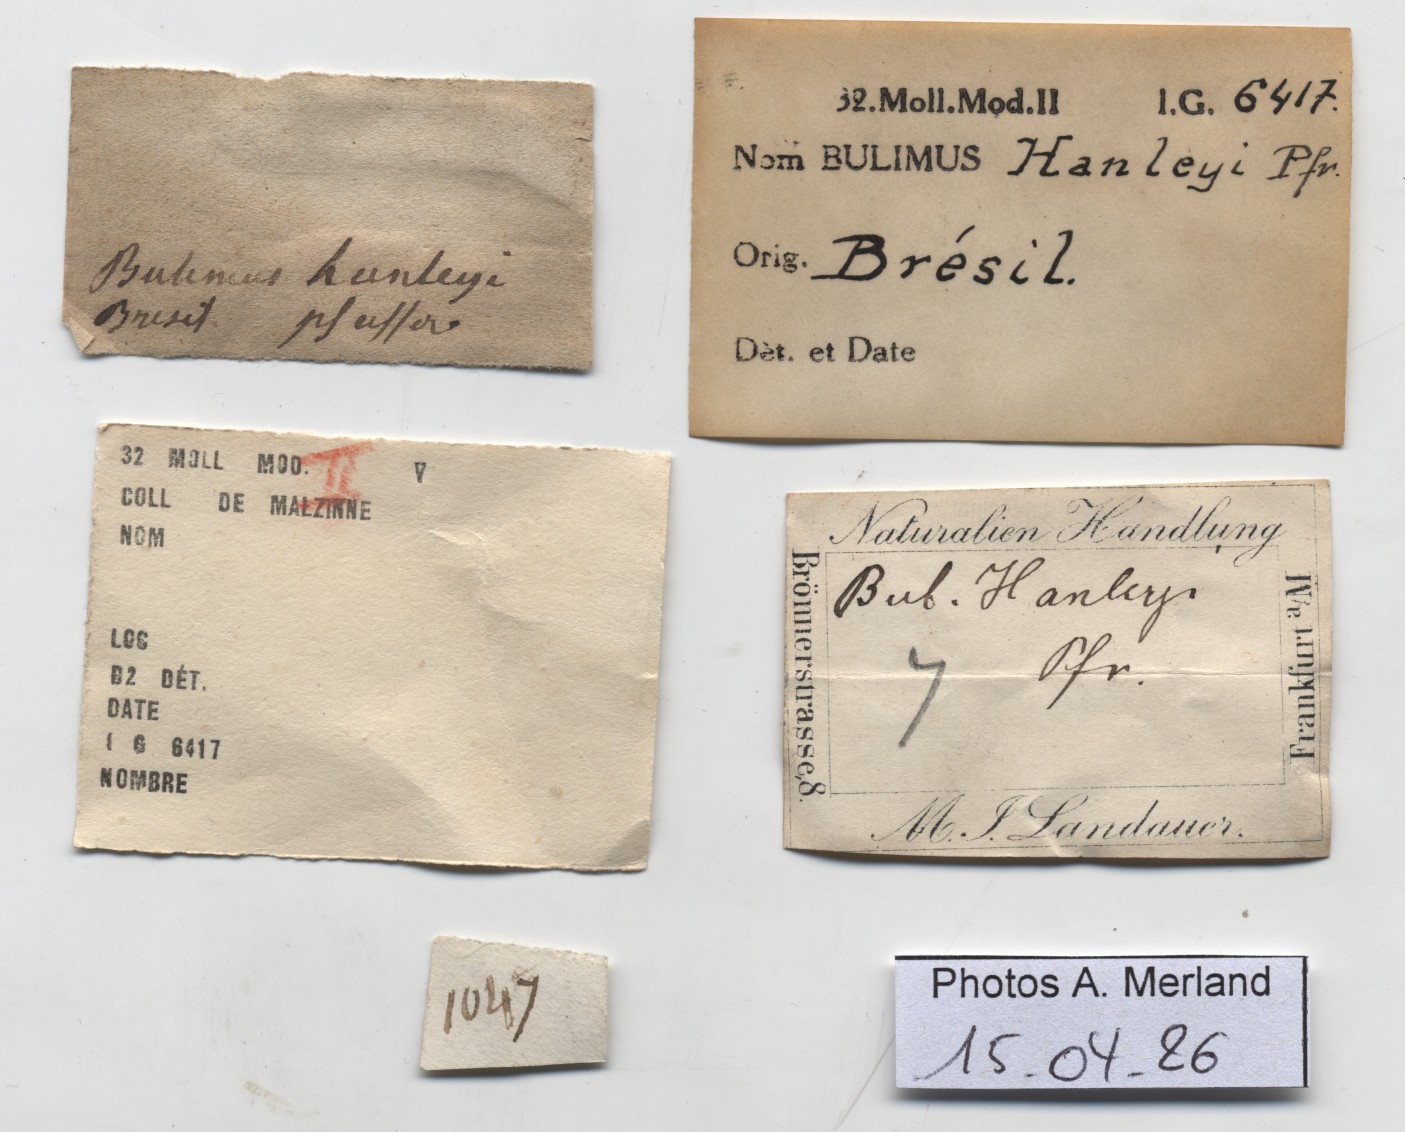 Bulimus hanleyi
Bresil. pfeiffer
32.Moll.Mod.II I.G. 6417.
Nom BULIMUS Hanleyi Pfr.
Orig. Brésil.
Dèt. et Date
32 MOLL MOD. II V
COLL DE MALZINNE
NOM
LOC
D2 DÉT.
DATE
I G 6417
NOMBRE
Naturalien Handlung
Brönnerstrasse, 8.
Bul. Hanleyi
Pfr.
7
Frankfurt a/M
M. J. Landauer.
1047
Photos A. Merland
15-04-26